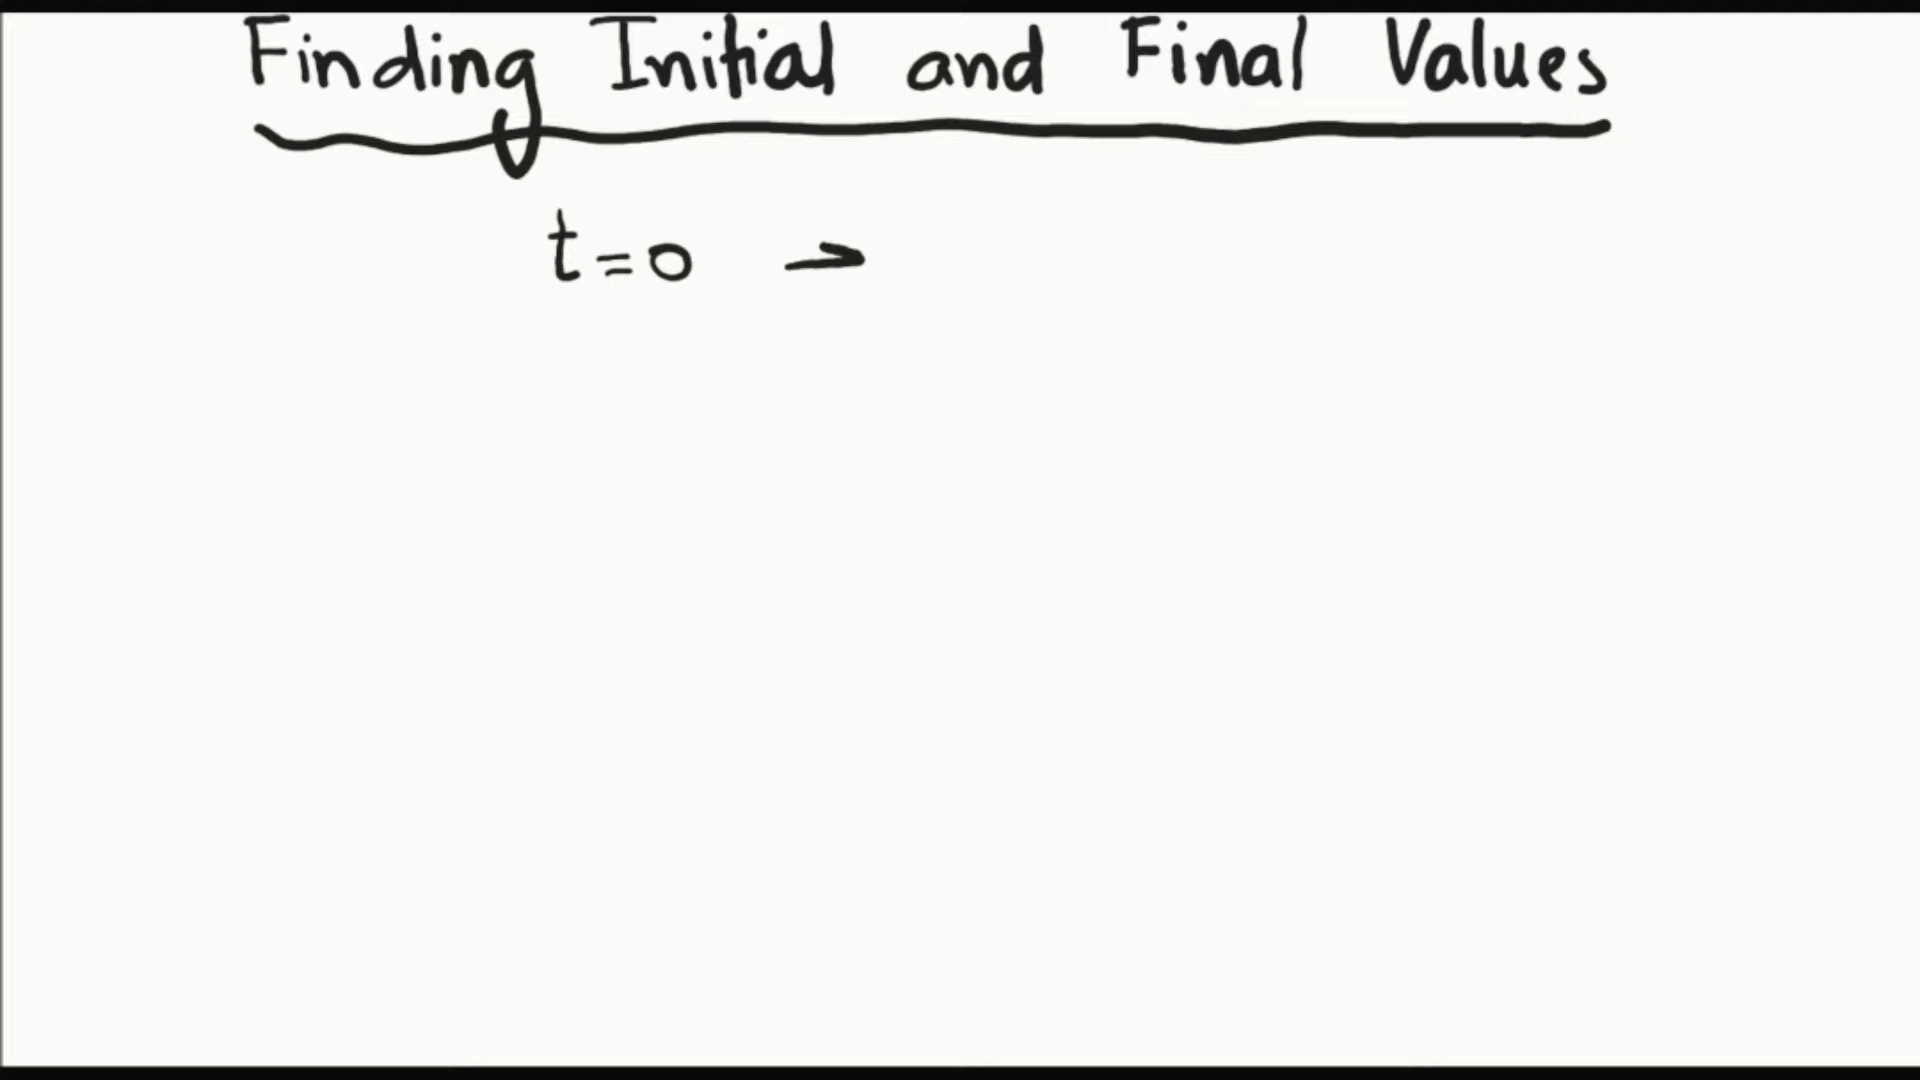 Finding Initial and Final Values
t=0 →